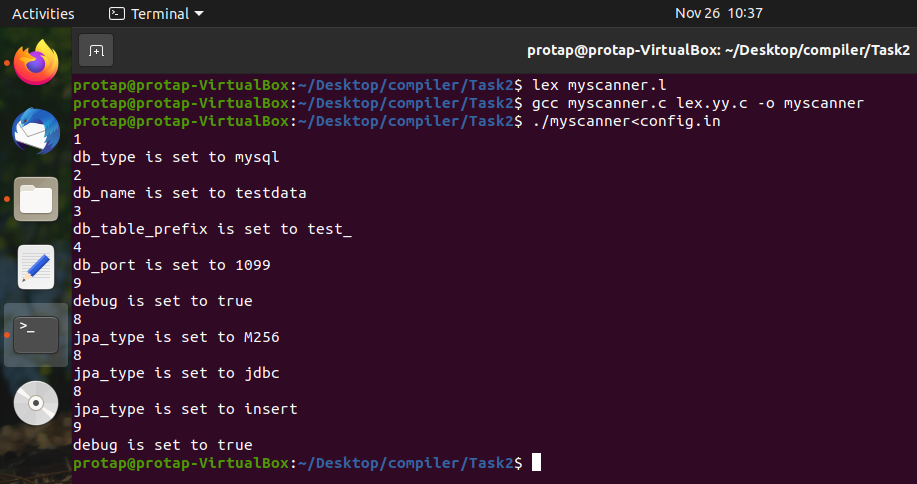 Activities Terminal Nov 26 10:37
protap@protap-VirtualBox: ~/Desktop/compiler/Task2
protap@protap-VirtualBox:~/Desktop/compiler/Task2$ lex myscanner.l
protap@protap-VirtualBox:~/Desktop/compiler/Task2$ gcc myscanner.c lex.yy.c -o myscanner
protap@protap-VirtualBox:~/Desktop/compiler/Task2$ ./myscanner<config.in
1
db_type is set to mysql
2
db_name is set to testdata
3
db_table_prefix is set to test_
4
db_port is set to 1099
9
debug is set to true
8
jpa_type is set to M256
8
jpa_type is set to jdbc
8
jpa_type is set to insert
9
debug is set to true
protap@protap-VirtualBox:~/Desktop/compiler/Task2$